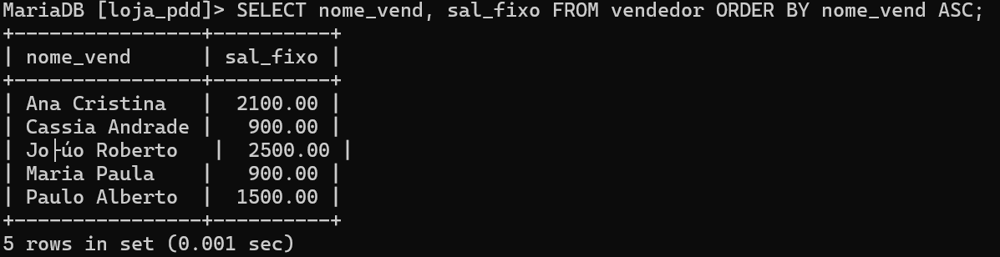 MariaDB [loja_pdd]> SELECT nome_vend, sal_fixo FROM vendedor ORDER BY nome_vend ASC;
+----------------+----------+
| nome_vend      | sal_fixo |
+----------------+----------+
| Ana Cristina   |  2100.00 |
| Cassia Andrade |   900.00 |
| Jo├úo Roberto   |  2500.00 |
| Maria Paula    |   900.00 |
| Paulo Alberto  |  1500.00 |
+----------------+----------+
5 rows in set (0.001 sec)